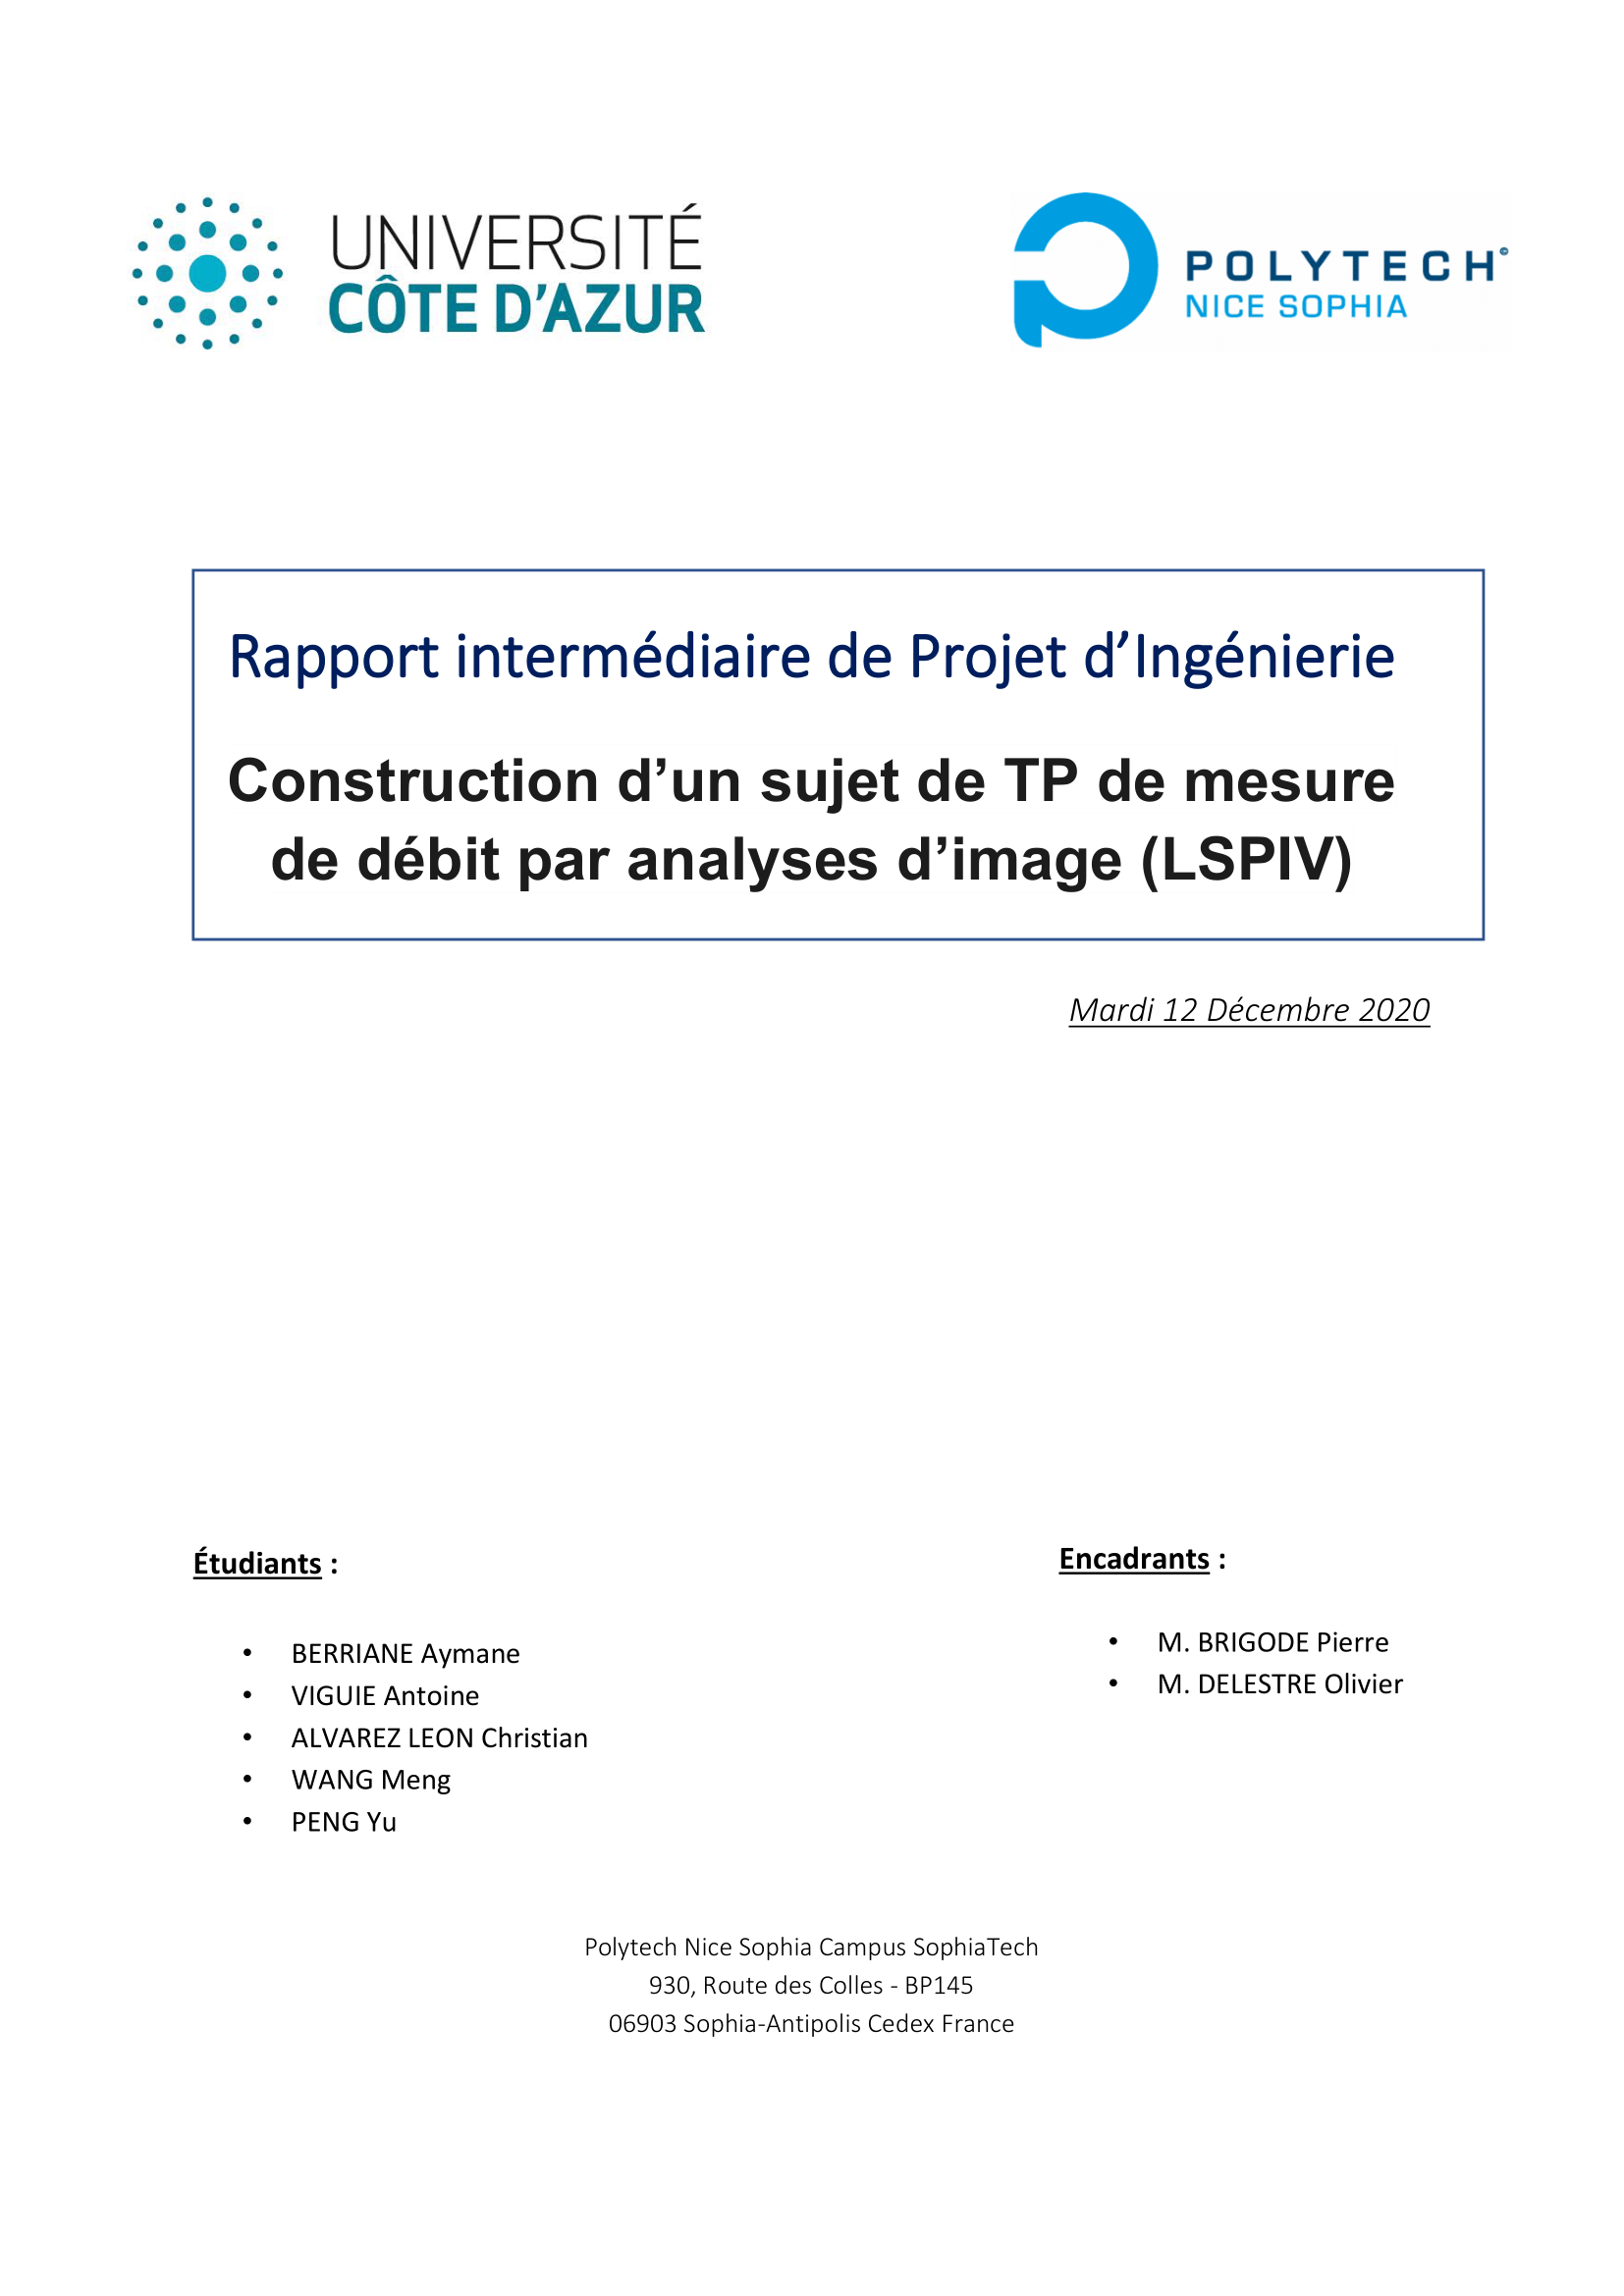 UNIVERSITÉ
CÔTE D'AZUR
POLYTECH
NICE SOPHIA
Rapport intermédiaire de Projet d'Ingénierie
Construction d'un sujet de TP de mesure
de débit par analyses d'image (LSPIV)
Mardi 12 Décembre 2020
Étudiants :
• BERRIANE Aymane
• VIGUIE Antoine
• ALVAREZ LEON Christian
• WANG Meng
• PENG Yu
Encadrants :
• M. BRIGODE Pierre
• M. DELESTRE Olivier
Polytech Nice Sophia Campus SophiaTech
930, Route des Colles - BP145
06903 Sophia-Antipolis Cedex France